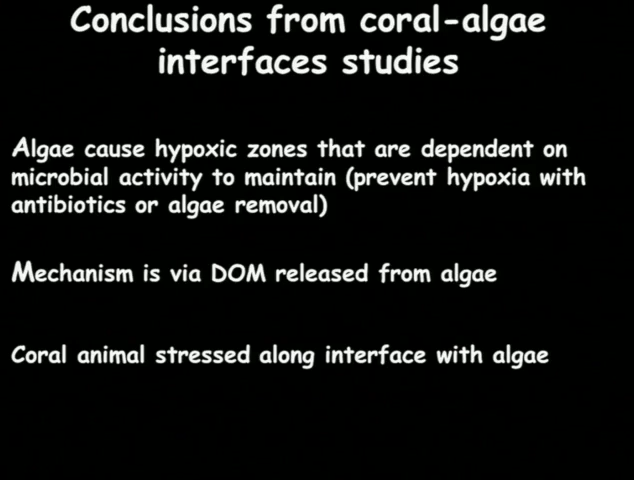 Conclusions from coral-algae
interfaces studies
Algae cause hypoxic zones that are dependent on
microbial activity to maintain (prevent hypoxia with
antibiotics or algae removal)
Mechanism is via DOM released from algae
Coral animal stressed along interface with algae